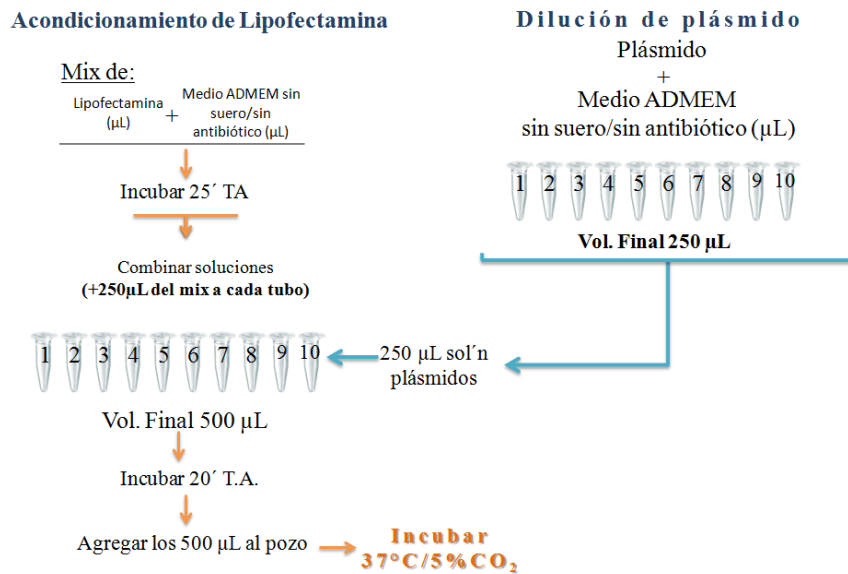 Acondicionamiento de Lipofectamina
Mix de:
Lipofectamina
(µL)
+
Medio ADMEM sin
suero/sin
antibiótico (µL)
Incubar 25´ TA
Combinar soluciones
(+250µL del mix a cada tubo)
1 2 3 4 5 6 7 8 9 10
Vol. Final 500 µL
Incubar 20´ T.A.
Agregar los 500 µL al pozo
Incubar
37°C/5%CO₂
Dilución de plásmido
Plásmido
+
Medio ADMEM
sin suero/sin antibiótico (µL)
1 2 3 4 5 6 7 8 9 10
Vol. Final 250 µL
250 µL sol´n
plásmidos